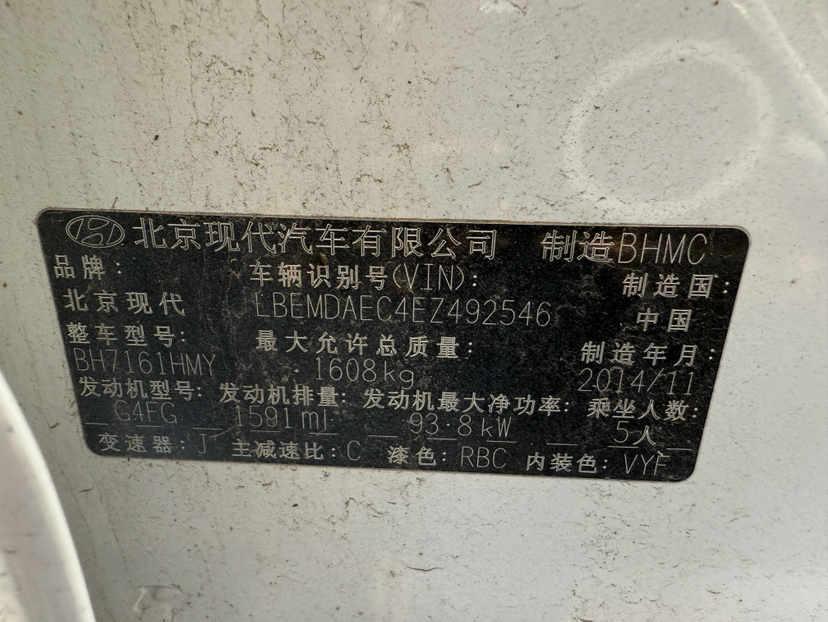 北京现代汽车有限公司 制造BHMC
品牌: 车辆识别号(VIN): 制造国:
北京现代 LBEMDAEC4EZ492546 中国
整车型号: 最大允许总质量: 制造年月:
BH7161HMY 1608kg 2014/11
发动机型号: 发动机排量: 发动机最大净功率: 乘坐人数:
G4FG 1591ml 93.8kW 5人
变速器: J 主减速比: C 漆色: RBC 内装色: VYF